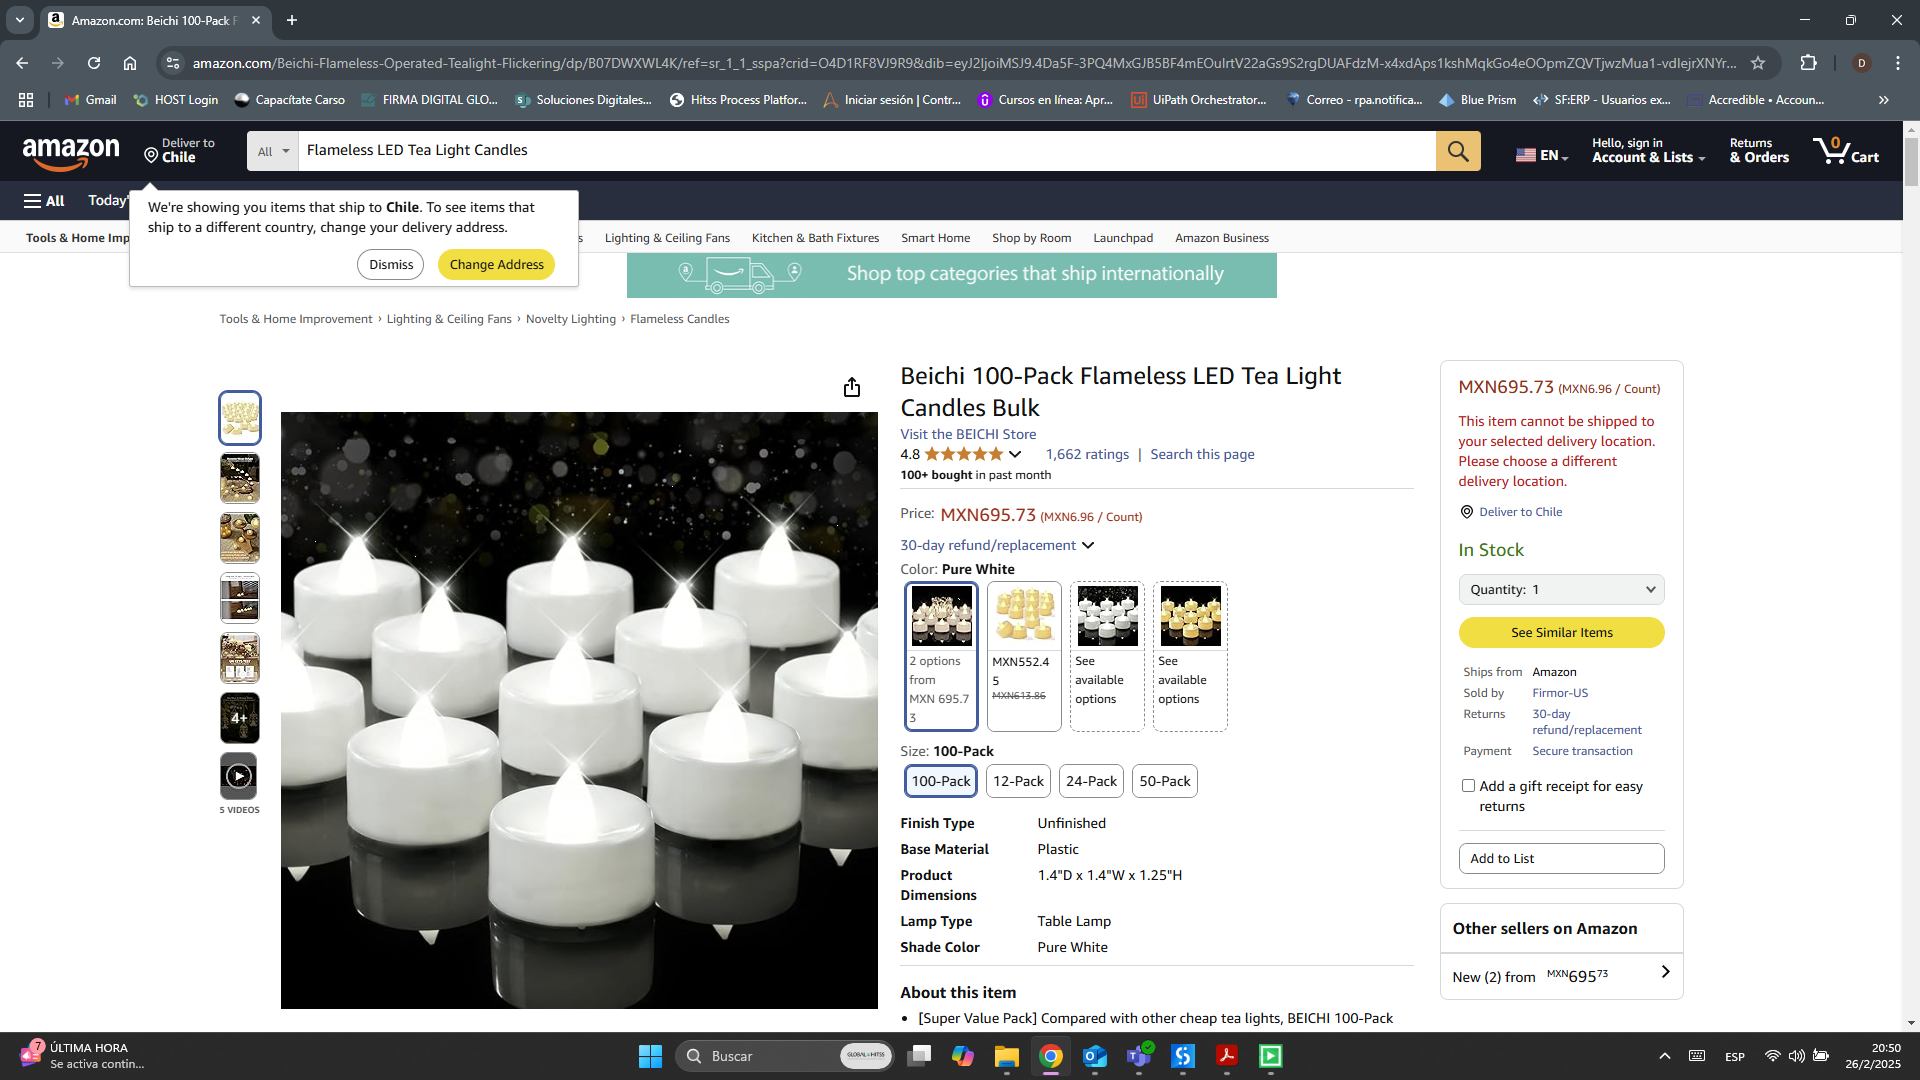 Amazon.com: Beichi 100-Pack F
amazon.com/Beichi-Flameless-Operated-Tealight-Flickering/dp/B07DWXWL4K/ref=sr_1_1_sspa?crid=O4D1RF8VJ9R9&dib=eyJ2IjoiMSJ9.4Da5F-3PQ4MxGJB5BF4mEOulrtV22aGs9S2rgDUAFdzM-x4xdAps1kshMqkGo4eOOpmZQVTjwzMua1-vdlejrXNYr...
D
Gmail
HOST Login
Capacítate Carso
FIRMA DIGITAL GLO...
Soluciones Digitales...
Hitss Process Platfor...
Iniciar sesión | Contr...
Cursos en línea: Apr...
UiPath Orchestrator...
Correo - rpa.notifica...
Blue Prism
SF:ERP - Usuarios ex...
Accredible • Accoun...
amazon
Deliver to
Chile
All
Flameless LED Tea Light Candles
EN
Hello, sign in
Account & Lists
Returns
& Orders
0
Cart
All
Today'
We're showing you items that ship to Chile. To see items that
ship to a different country, change your delivery address.
Dismiss
Change Address
Tools & Home Imp
s
Lighting & Ceiling Fans
Kitchen & Bath Fixtures
Smart Home
Shop by Room
Launchpad
Amazon Business
Shop top categories that ship internationally
Tools & Home Improvement › Lighting & Ceiling Fans › Novelty Lighting › Flameless Candles
4+
5 VIDEOS
Beichi 100-Pack Flameless LED Tea Light
Candles Bulk
Visit the BEICHI Store
4.8
1,662 ratings | Search this page
100+ bought in past month
Price: MXN695.73 (MXN6.96 / Count)
30-day refund/replacement
Color: Pure White
2 options
from
MXN 695.7
3
MXN552.4
5
MXN613.86
See
available
options
See
available
options
Size: 100-Pack
100-Pack
12-Pack
24-Pack
50-Pack
Finish Type Unfinished
Base Material Plastic
Product
Dimensions
1.4"D x 1.4"W x 1.25"H
Lamp Type Table Lamp
Shade Color Pure White
About this item
• [Super Value Pack] Compared with other cheap tea lights, BEICHI 100-Pack
MXN695.73 (MXN6.96 / Count)
This item cannot be shipped to
your selected delivery location.
Please choose a different
delivery location.
Deliver to Chile
In Stock
Quantity: 1
See Similar Items
Ships from Amazon
Sold by Firmor-US
Returns 30-day
refund/replacement
Payment Secure transaction
Add a gift receipt for easy
returns
Add to List
Other sellers on Amazon
New (2) from MXN69573
7
ÚLTIMA HORA
Se activa contin...
Buscar
GLOBAL HITSS
ESP
20:50
26/2/2025